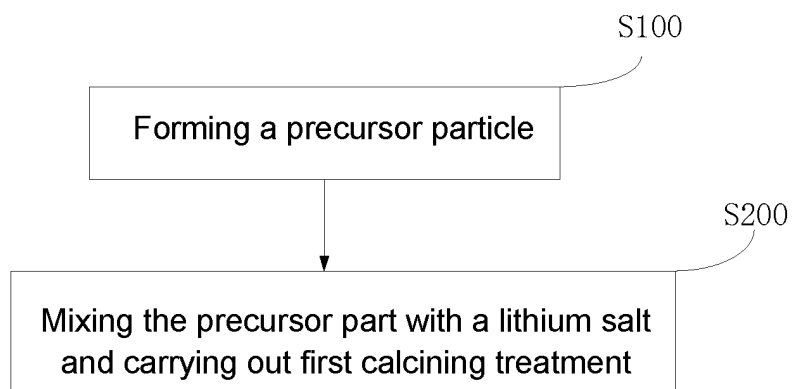 S100
Forming a precursor particle
S200
Mixing the precursor part with a lithium salt
and carrying out first calcining treatment